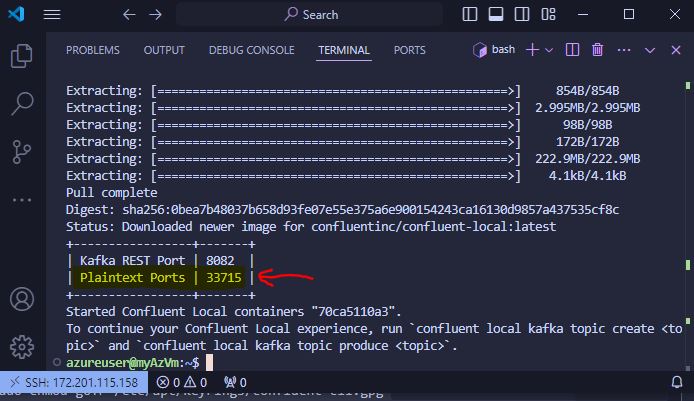 Search
PROBLEMS OUTPUT DEBUG CONSOLE TERMINAL PORTS bash
Extracting: [==================================================>] 854B/854B
Extracting: [==================================================>] 2.995MB/2.995MB
Extracting: [==================================================>] 98B/98B
Extracting: [==================================================>] 172B/172B
Extracting: [==================================================>] 222.9MB/222.9MB
Extracting: [==================================================>] 4.1kB/4.1kB
Pull complete
Digest: sha256:0bea7b48037b658d93fe07e55e375a6e900154243ca16130d9857a437535cf8c
Status: Downloaded newer image for confluentinc/confluent-local:latest
+-----------------+-------+
| Kafka REST Port | 8082  |
| Plaintext Ports | 33715 |
+-----------------+-------+
Started Confluent Local containers "70ca5110a3".
To continue your Confluent Local experience, run `confluent local kafka topic create <to
pic>` and `confluent local kafka topic produce <topic>`.
azureuser@myAzVm:~$
SSH: 172.201.115.158 0 0 0